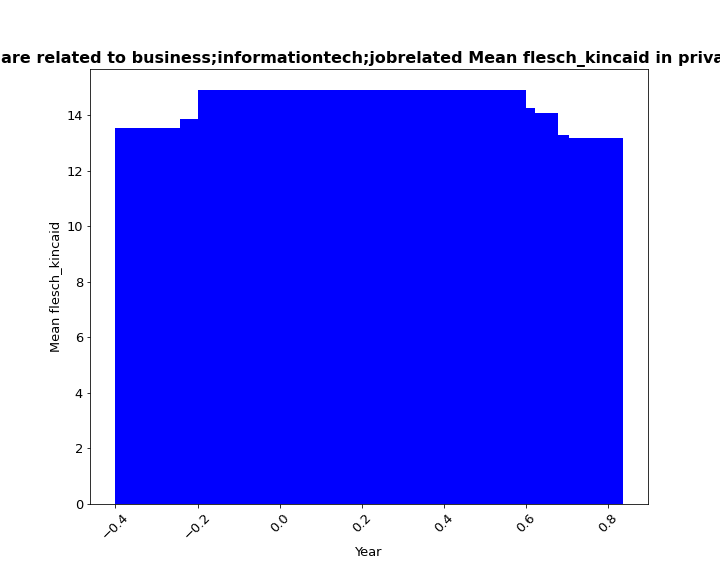 are related to business;informationtech;jobrelated Mean flesch_kincaid in priva
14
12
10
8
6
4
2
0
Mean flesch_kincaid
−0.4 −0.2 0.0 0.2 0.4 0.6 0.8
Year